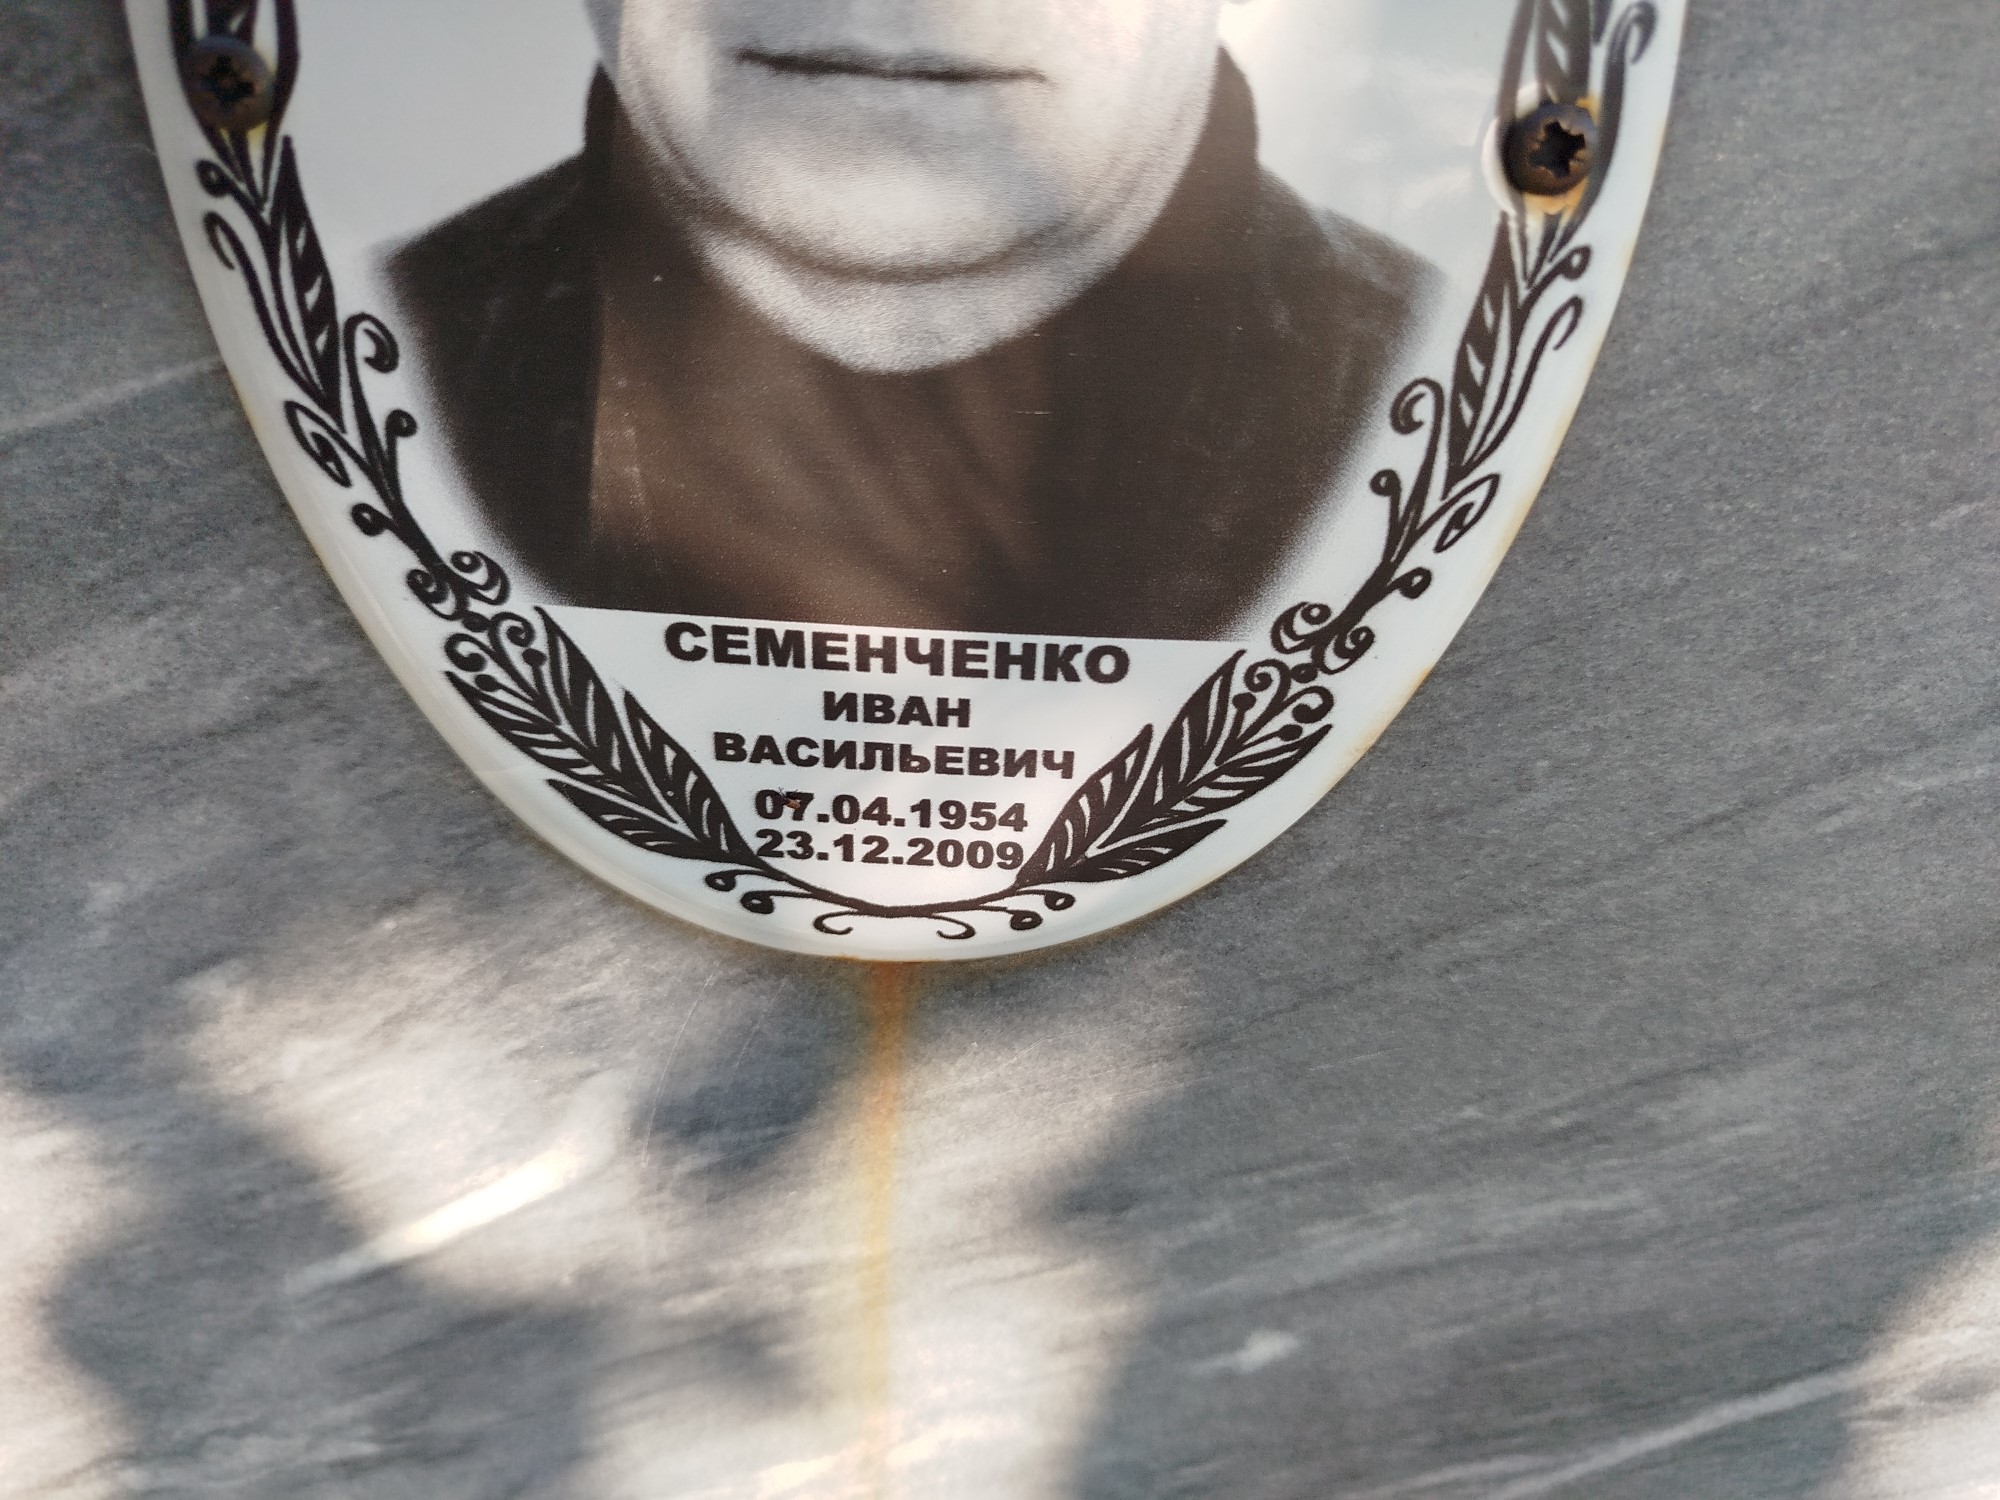 СЕМЕНЧЕНКО
ИВАН
ВАСИЛЬЕВИЧ
07.04.1954
23.12.2009